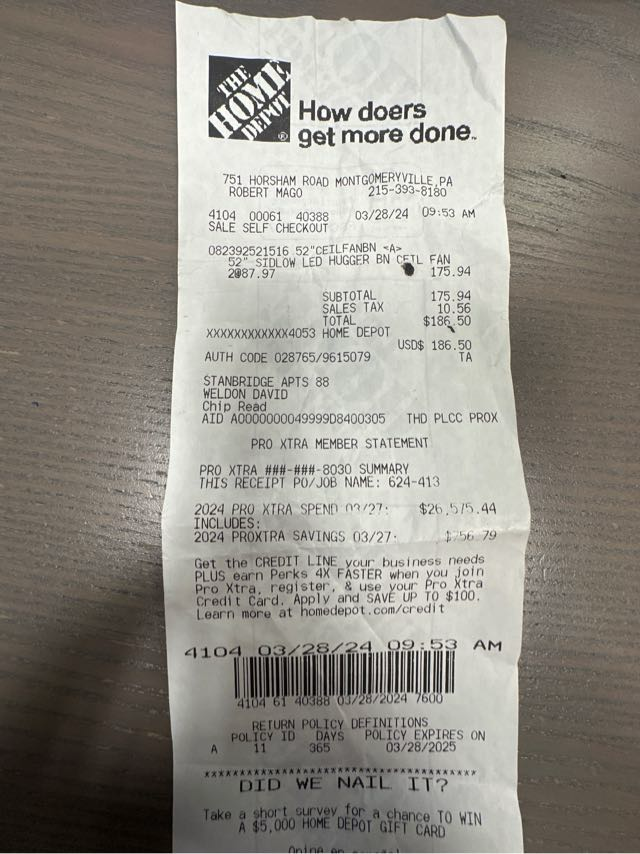 THE
HOME
DEPOT
How doers
get more done.
751 HORSHAM ROAD MONTGOMERYVILLE,PA
ROBERT MAGO 215-393-8180
4104 00061 40388 03/28/24 09:53 AM
SALE SELF CHECKOUT
082392521516 52"CEILFANBN <A>
52" SIDLOW LED HUGGER BN CEIL FAN
2@87.97 175.94
SUBTOTAL 175.94
SALES TAX 10.56
TOTAL $186.50
XXXXXXXXXXXX4053 HOME DEPOT
USD$ 186.50
AUTH CODE 028765/9615079 TA
STANBRIDGE APTS 88
WELDON DAVID
Chip Read
AID A0000000049999D8400305 THD PLCC PROX
PRO XTRA MEMBER STATEMENT
PRO XTRA ###-###-8030 SUMMARY
THIS RECEIPT PO/JOB NAME: 624-413
2024 PRO XTRA SPEND 03/27: $26,575.44
INCLUDES:
2024 PROXTRA SAVINGS 03/27: $756.79
Get the CREDIT LINE your business needs
PLUS earn Perks 4X FASTER when you join
Pro Xtra, register, & use your Pro Xtra
Credit Card. Apply and SAVE UP TO $100.
Learn more at homedepot.com/credit
4104 03/28/24 09:53 AM
4104 61 40388 03/28/2024 7600
RETURN POLICY DEFINITIONS
POLICY ID DAYS POLICY EXPIRES ON
A 11 365 03/28/2025
DID WE NAIL IT?
Take a short survey for a chance TO WIN
A $5,000 HOME DEPOT GIFT CARD